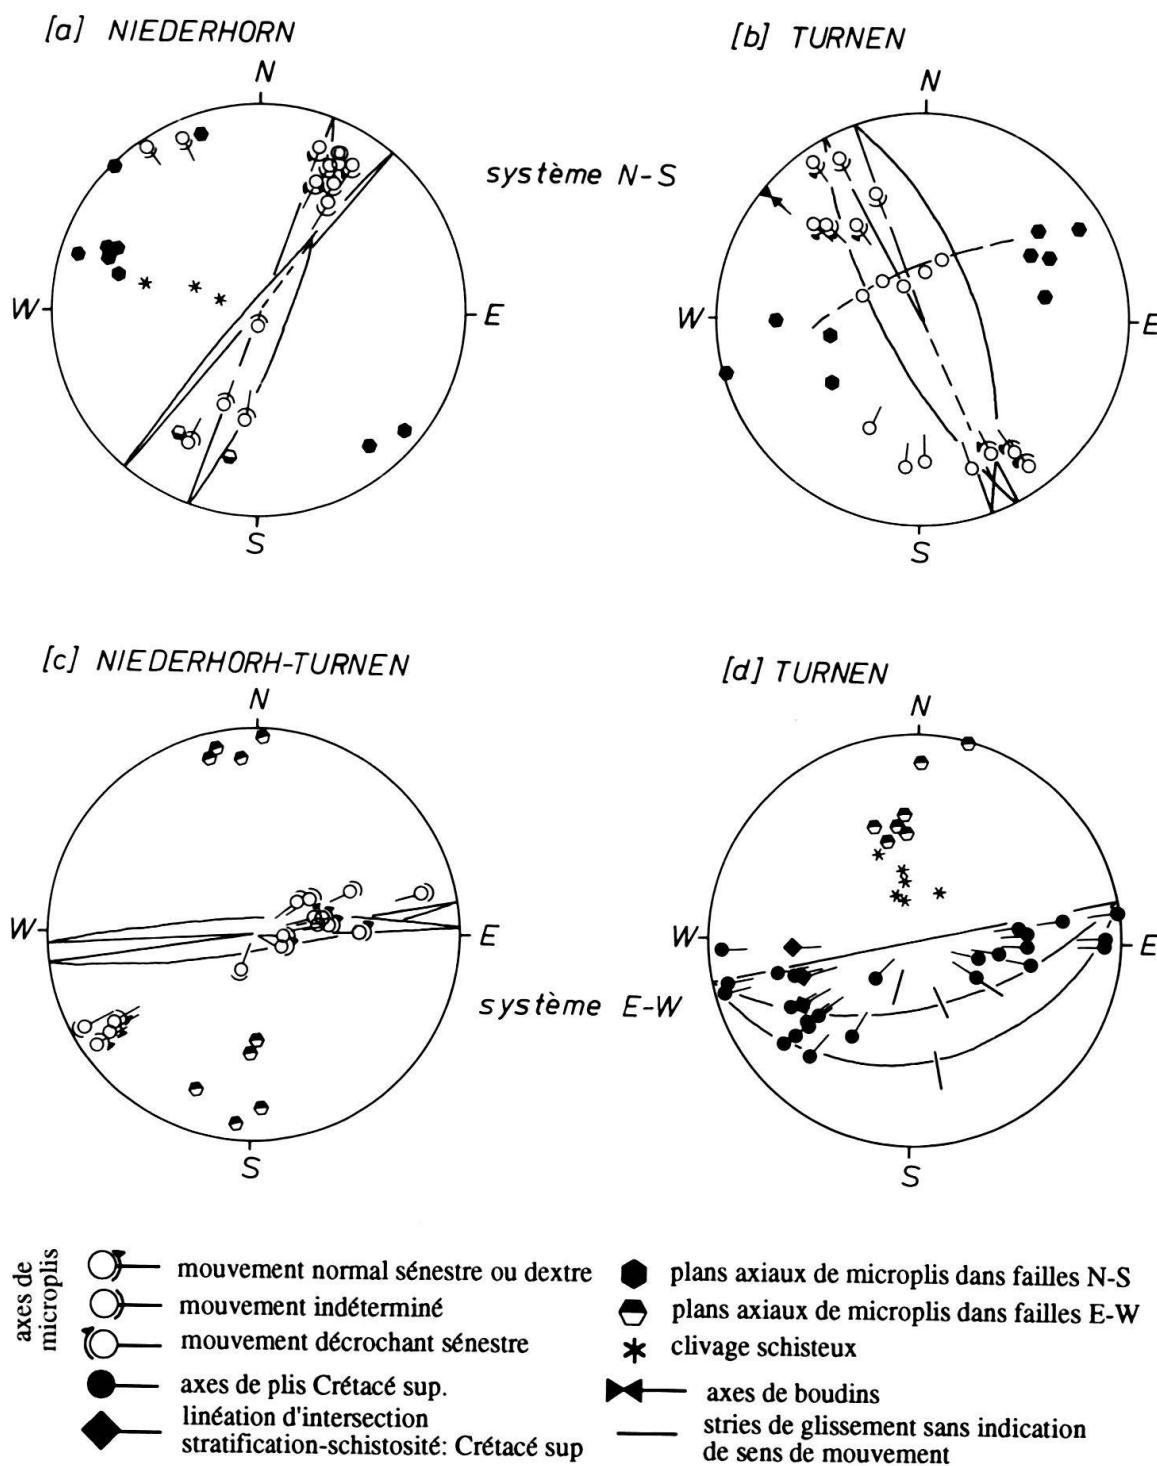 [a] NIEDERHORN
[b] TURNEN
N
N
système N-S
W
E
W
E
S
S
[c] NIEDERHORH-TURNEN
[d] TURNEN
N
N
W
E
W
E
système E-W
S
S
axes de
microplis
mouvement normal sénestre ou dextre
mouvement indéterminé
mouvement décrochant sénestre
axes de plis Crétacé sup.
linéation d'intersection
stratification-schistosité: Crétacé sup
plans axiaux de microplis dans failles N-S
plans axiaux de microplis dans failles E-W
clivage schisteux
axes de boudins
stries de glissement sans indication
de sens de mouvement